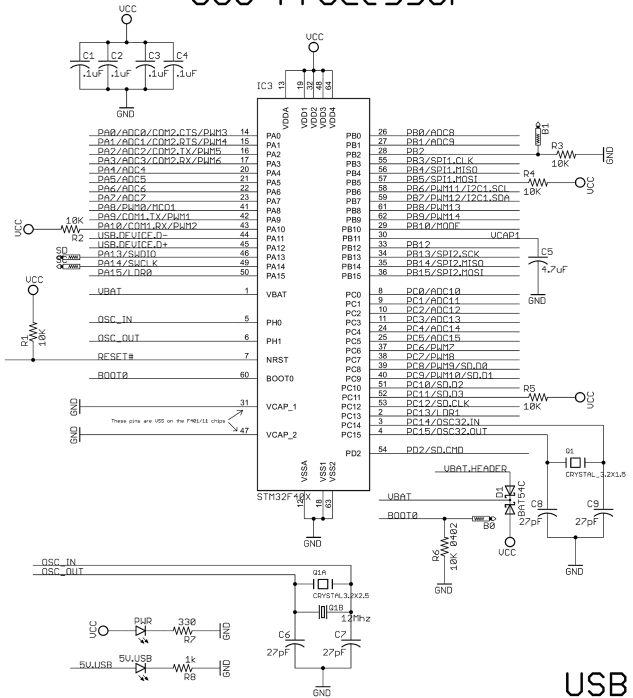 VCC
C1 C2 C3 C4
.1uF .1uF .1uF .1uF
GND
VCC
IC3
13 19 32 48 64
VDDA VDD1 VDD2 VDD3 VDD4
PA0/ADC0/COM2.CTS/PWM3 14 PA0
PA1/ADC1/COM2.RTS/PWM4 15 PA1
PA2/ADC2/COM2.TX/PWM5 16 PA2
PA3/ADC3/COM2.RX/PWM6 17 PA3
PA4/ADC4 20 PA4
PA5/ADC5 21 PA5
PA6/ADC6 22 PA6
PA7/ADC7 23 PA7
PA8/PWM0/MCO1 41 PA8
PA9/COM1.TX/PWM1 42 PA9
PA10/COM1.RX/PWM2 43 PA10
USB.DEVICE.D- 44 PA11
USB.DEVICE.D+ 45 PA12
PA13/SWDIO 46 PA13
PA14/SWCLK 49 PA14
PA15/LDR0 50 PA15
VCC
10K
R2
SD
VBAT 1 VBAT
VCC
R1
10K
OSC_IN 5 PH0
OSC_OUT 6 PH1
RESET# 7 NRST
BOOT0 60 BOOT0
GND 31 VCAP_1
These pins are VSS on the F401/11 chips
GND 47 VCAP_2
PB0 26 PB0/ADC8
PB1 27 PB1/ADC9
PB2 28 PB2
PB3 55 PB3/SPI1.CLK
PB4 56 PB4/SPI1.MISO
PB5 57 PB5/SPI1.MOSI
PB6 58 PB6/PWM11/I2C1.SCL
PB7 59 PB7/PWM12/I2C1.SDA
PB8 61 PB8/PWM13
PB9 62 PB9/PWM14
PB10 29 PB10/MODE
PB11 30 VCAP1
PB12 33 PB12
PB13 34 PB13/SPI2.SCK
PB14 35 PB14/SPI2.MISO
PB15 36 PB15/SPI2.MOSI
B1
R3
10K
GND
R4
10K
VCC
C5
4.7uF
GND
PC0 8 PC0/ADC10
PC1 9 PC1/ADC11
PC2 10 PC2/ADC12
PC3 11 PC3/ADC13
PC4 24 PC4/ADC14
PC5 25 PC5/ADC15
PC6 37 PC6/PWM7
PC7 38 PC7/PWM8
PC8 39 PC8/PWM9/SD.D0
PC9 40 PC9/PWM10/SD.D1
PC10 51 PC10/SD.D2
PC11 52 PC11/SD.D3
PC12 53 PC12/SD.CLK
PC13 2 PC13/LDR1
PC14 3 PC14/OSC32.IN
PC15 4 PC15/OSC32.OUT
PD2 54 PD2/SD.CMD
R5
10K
VCC
VSSA VSS1 VSS2
STM32F40X
12 18 63
GND
VBAT.HEADER
VBAT
D1
BAT54C
BOOT0
B0
VCC
R6
10K 0402
GND
Q1
CRYSTAL_3.2X1.5
C8 C9
27pF 27pF
GND
OSC_IN
OSC_OUT
Q1A
CRYSTAL3.2X2.5
Q1B
12Mhz
C6 C7
27pF 27pF
GND
VCC PWR 330 R7 GND
5V.USB 5V.USB 1k R8 GND
USB